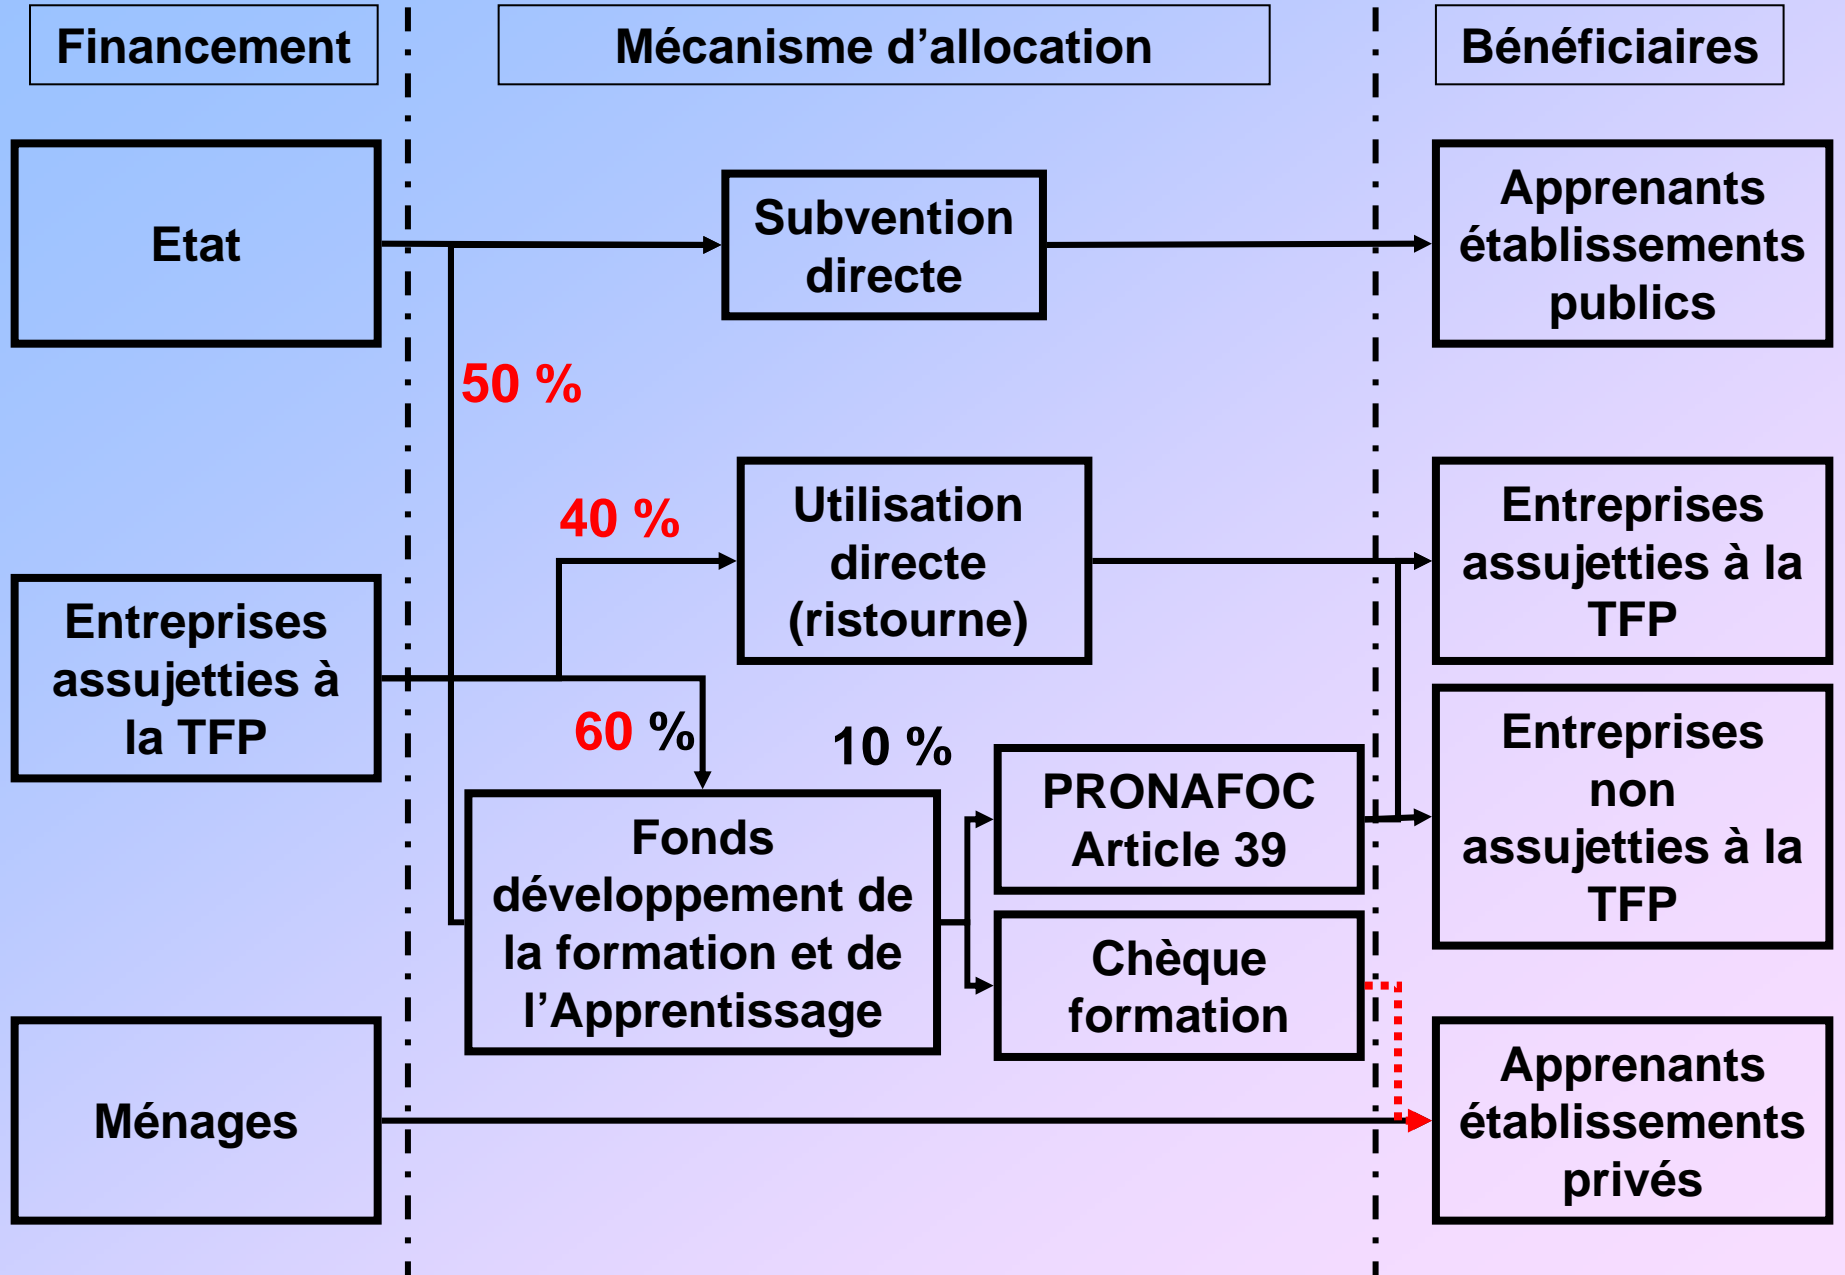 Financement
Mécanisme d’allocation
Bénéficiaires
Etat
Subvention
directe
Apprenants
établissements
publics
50 %
40 %
Utilisation
directe
(ristourne)
Entreprises
assujetties à la
TFP
Entreprises
assujetties à
la TFP
60 %
10 %
PRONAFOC
Article 39
Entreprises
non
assujetties à la
TFP
Fonds
développement de
la formation et de
l’Apprentissage
Chèque
formation
Ménages
Apprenants
établissements
privés